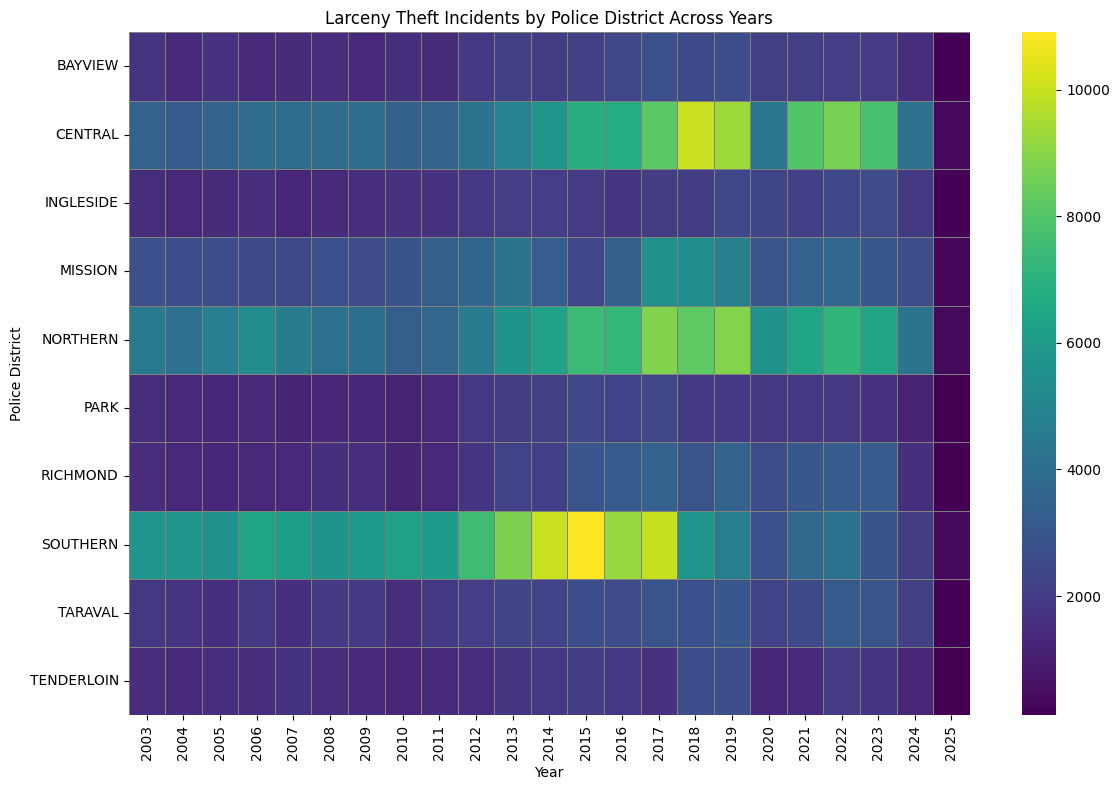 Larceny Theft Incidents by Police District Across Years
Police District
BAYVIEW
CENTRAL
INGLESIDE
MISSION
NORTHERN
PARK
RICHMOND
SOUTHERN
TARAVAL
TENDERLOIN
2003 2004 2005 2006 2007 2008 2009 2010 2011 2012 2013 2014 2015 2016 2017 2018 2019 2020 2021 2022 2023 2024 2025
Year
10000
8000
6000
4000
2000